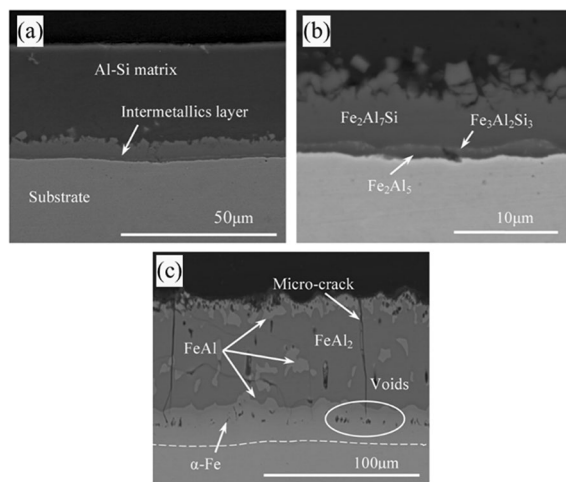 (a)
Al-Si matrix
Intermetallics layer
Substrate
50μm
(b)
Fe₂Al₇Si
Fe₃Al₂Si₃
Fe₂Al₅
10μm
(c)
Micro-crack
FeAl
FeAl₂
Voids
α-Fe
100μm